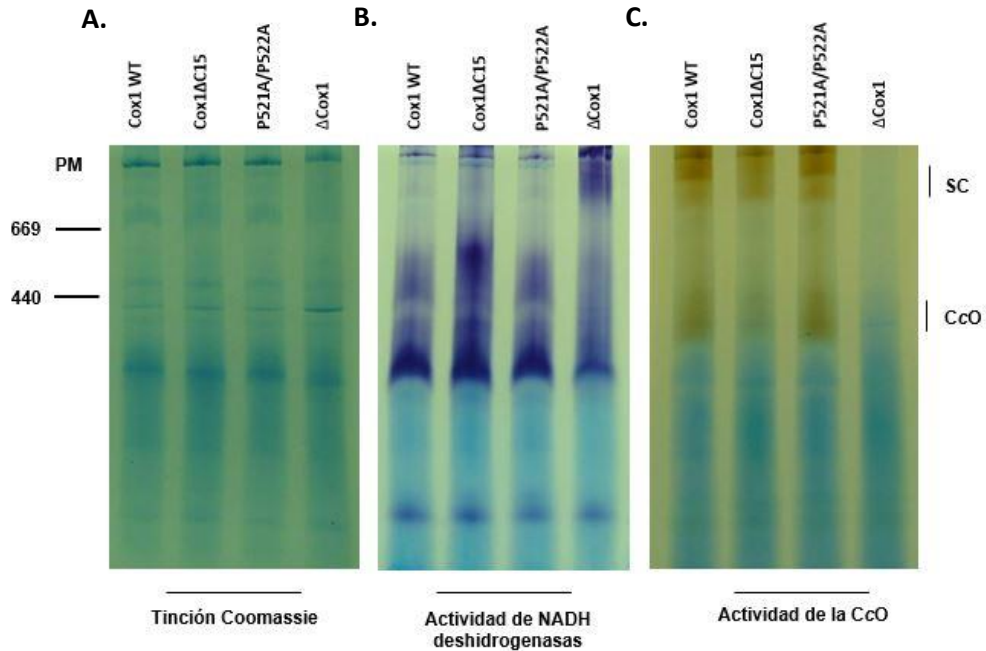 A.
B.
C.
Cox1 WT
Cox1ΔC15
P521A/P522A
ΔCox1
Cox1 WT
Cox1ΔC15
P521A/P522A
ΔCox1
Cox1 WT
Cox1ΔC15
P521A/P522A
ΔCox1
PM
669
440
SC
CcO
Tinción Coomassie
Actividad de NADH
deshidrogenasas
Actividad de la CcO